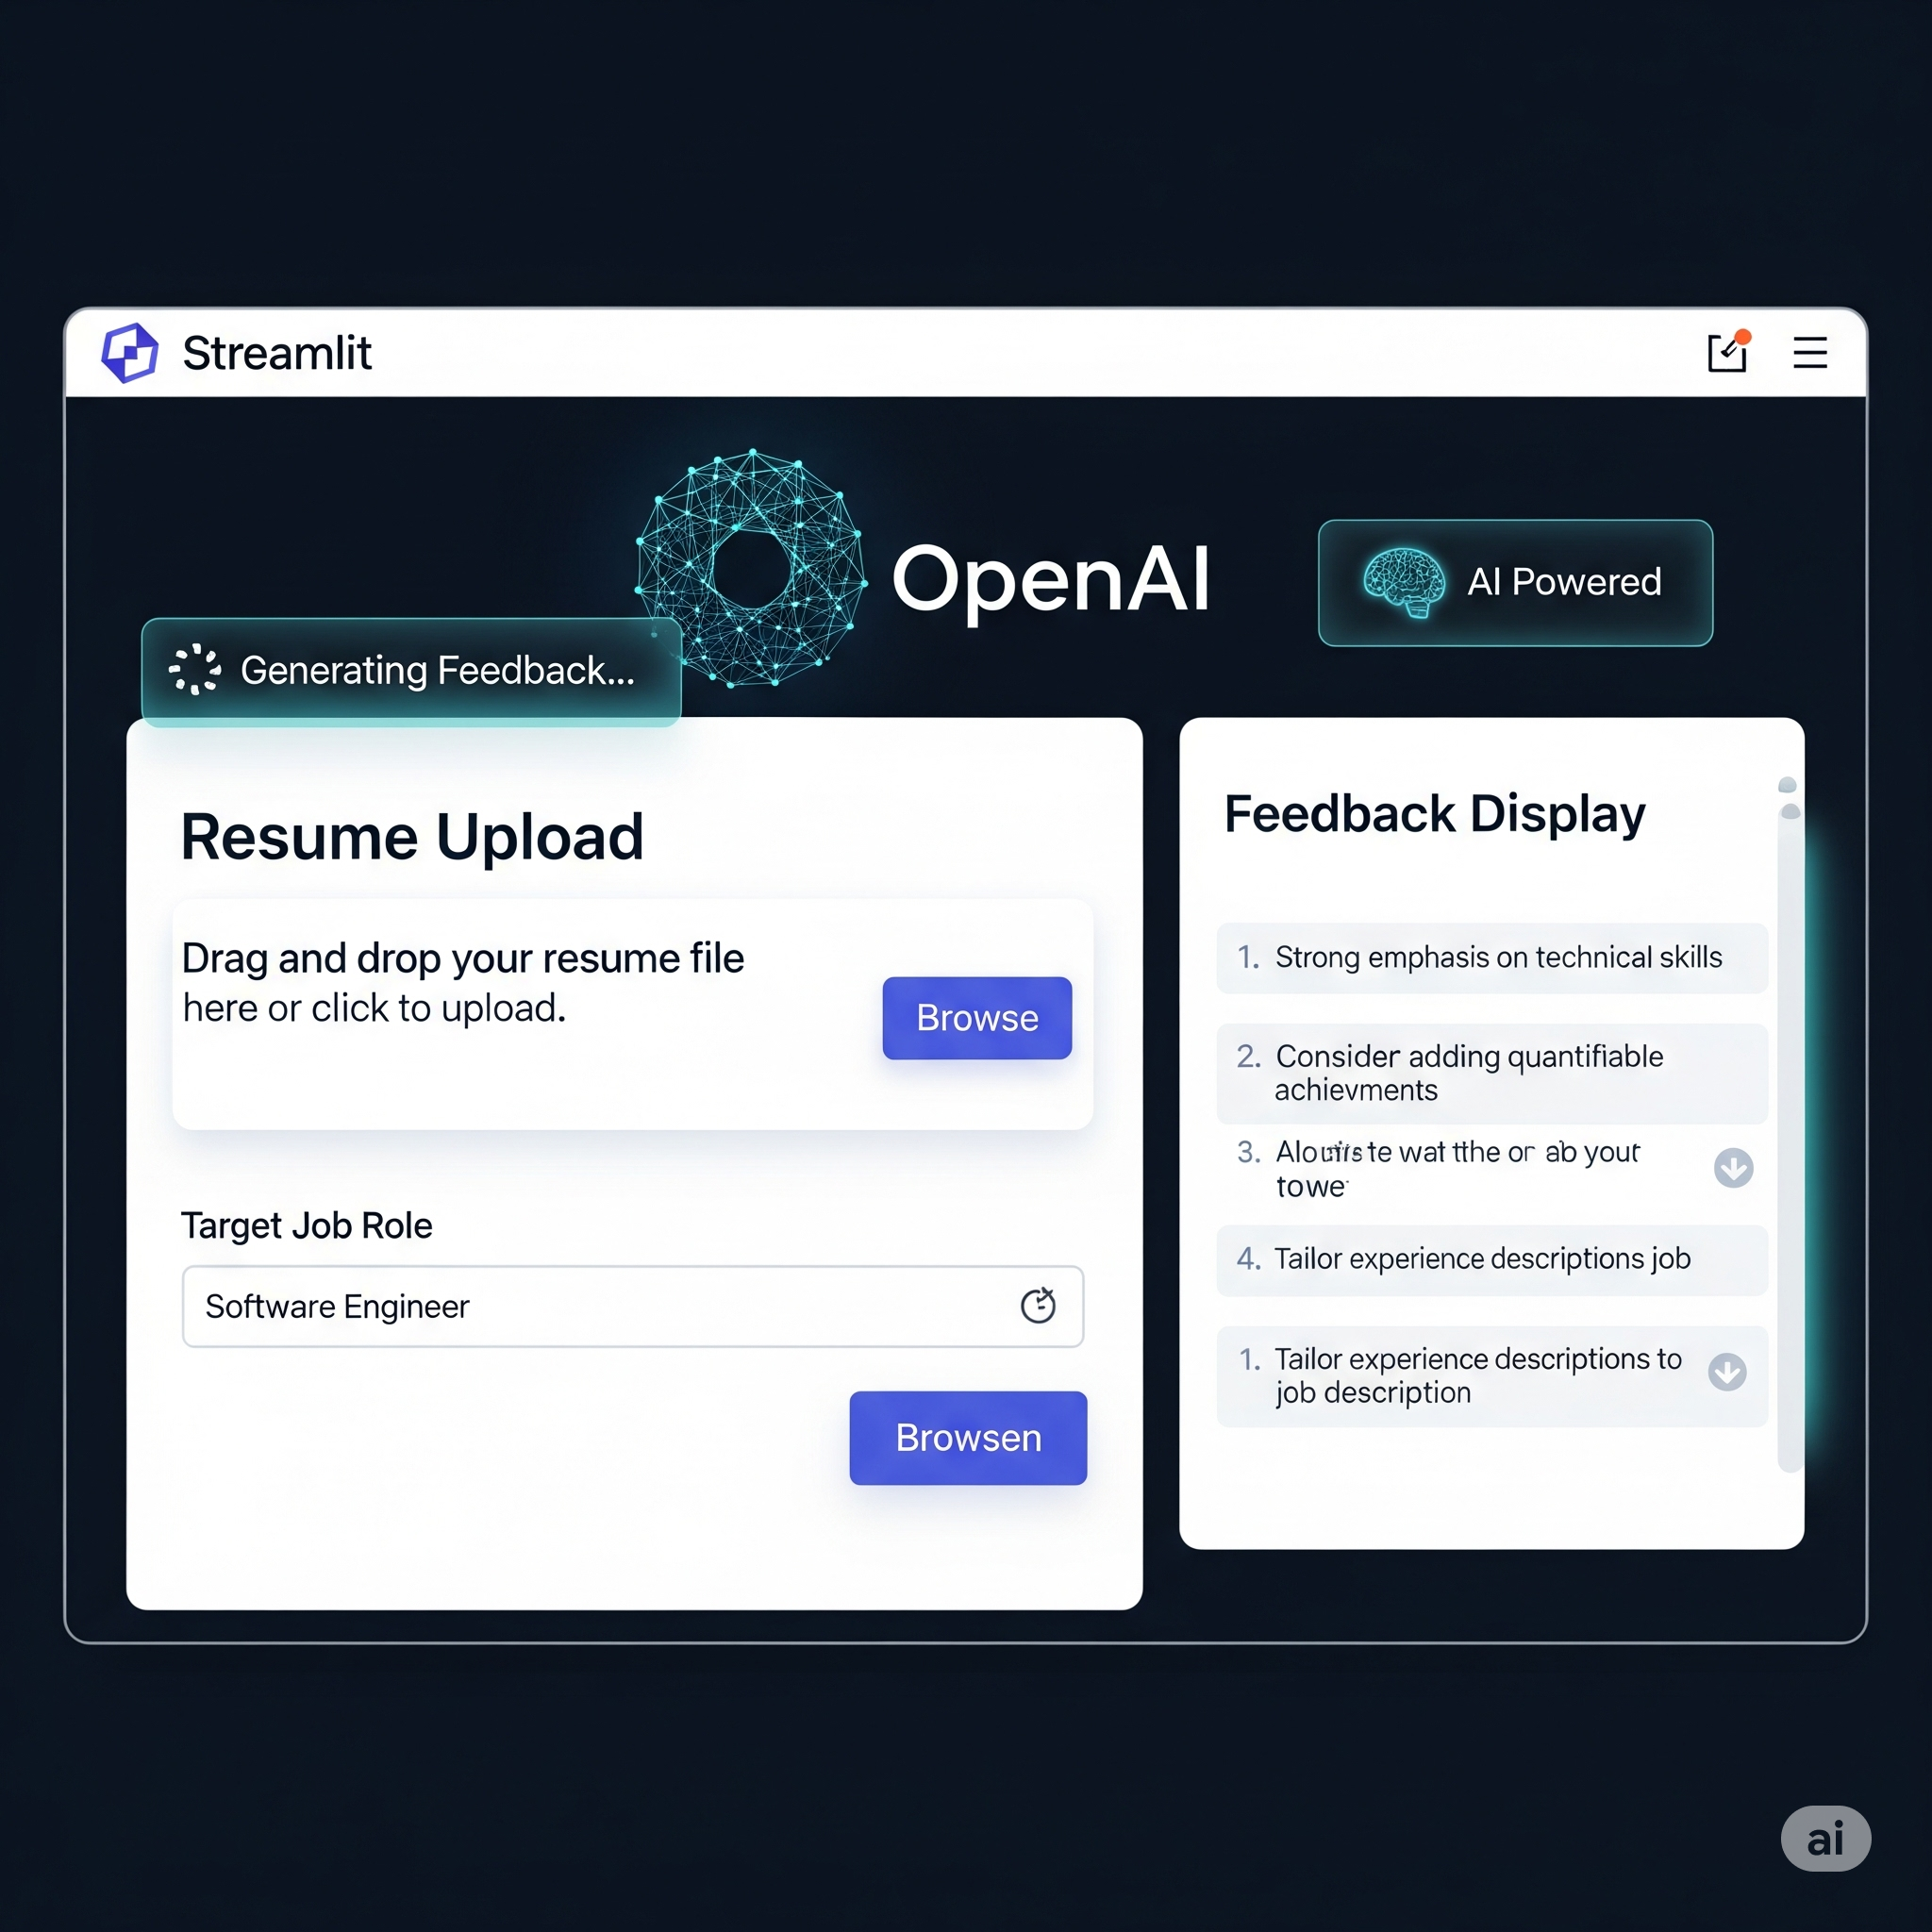 Streamlit
OpenAI
AI Powered
Generating Feedback...
Resume Upload
Drag and drop your resume file
here or click to upload.
Browse
Target Job Role
Software Engineer
Browsen
Feedback Display
1. Strong emphasis on technical skills
2. Consider adding quantifiable
achievments
3. te wat tthe or ab your
towe
4. Tailor experience descriptions job
1. Tailor experience descriptions to
job description
ai